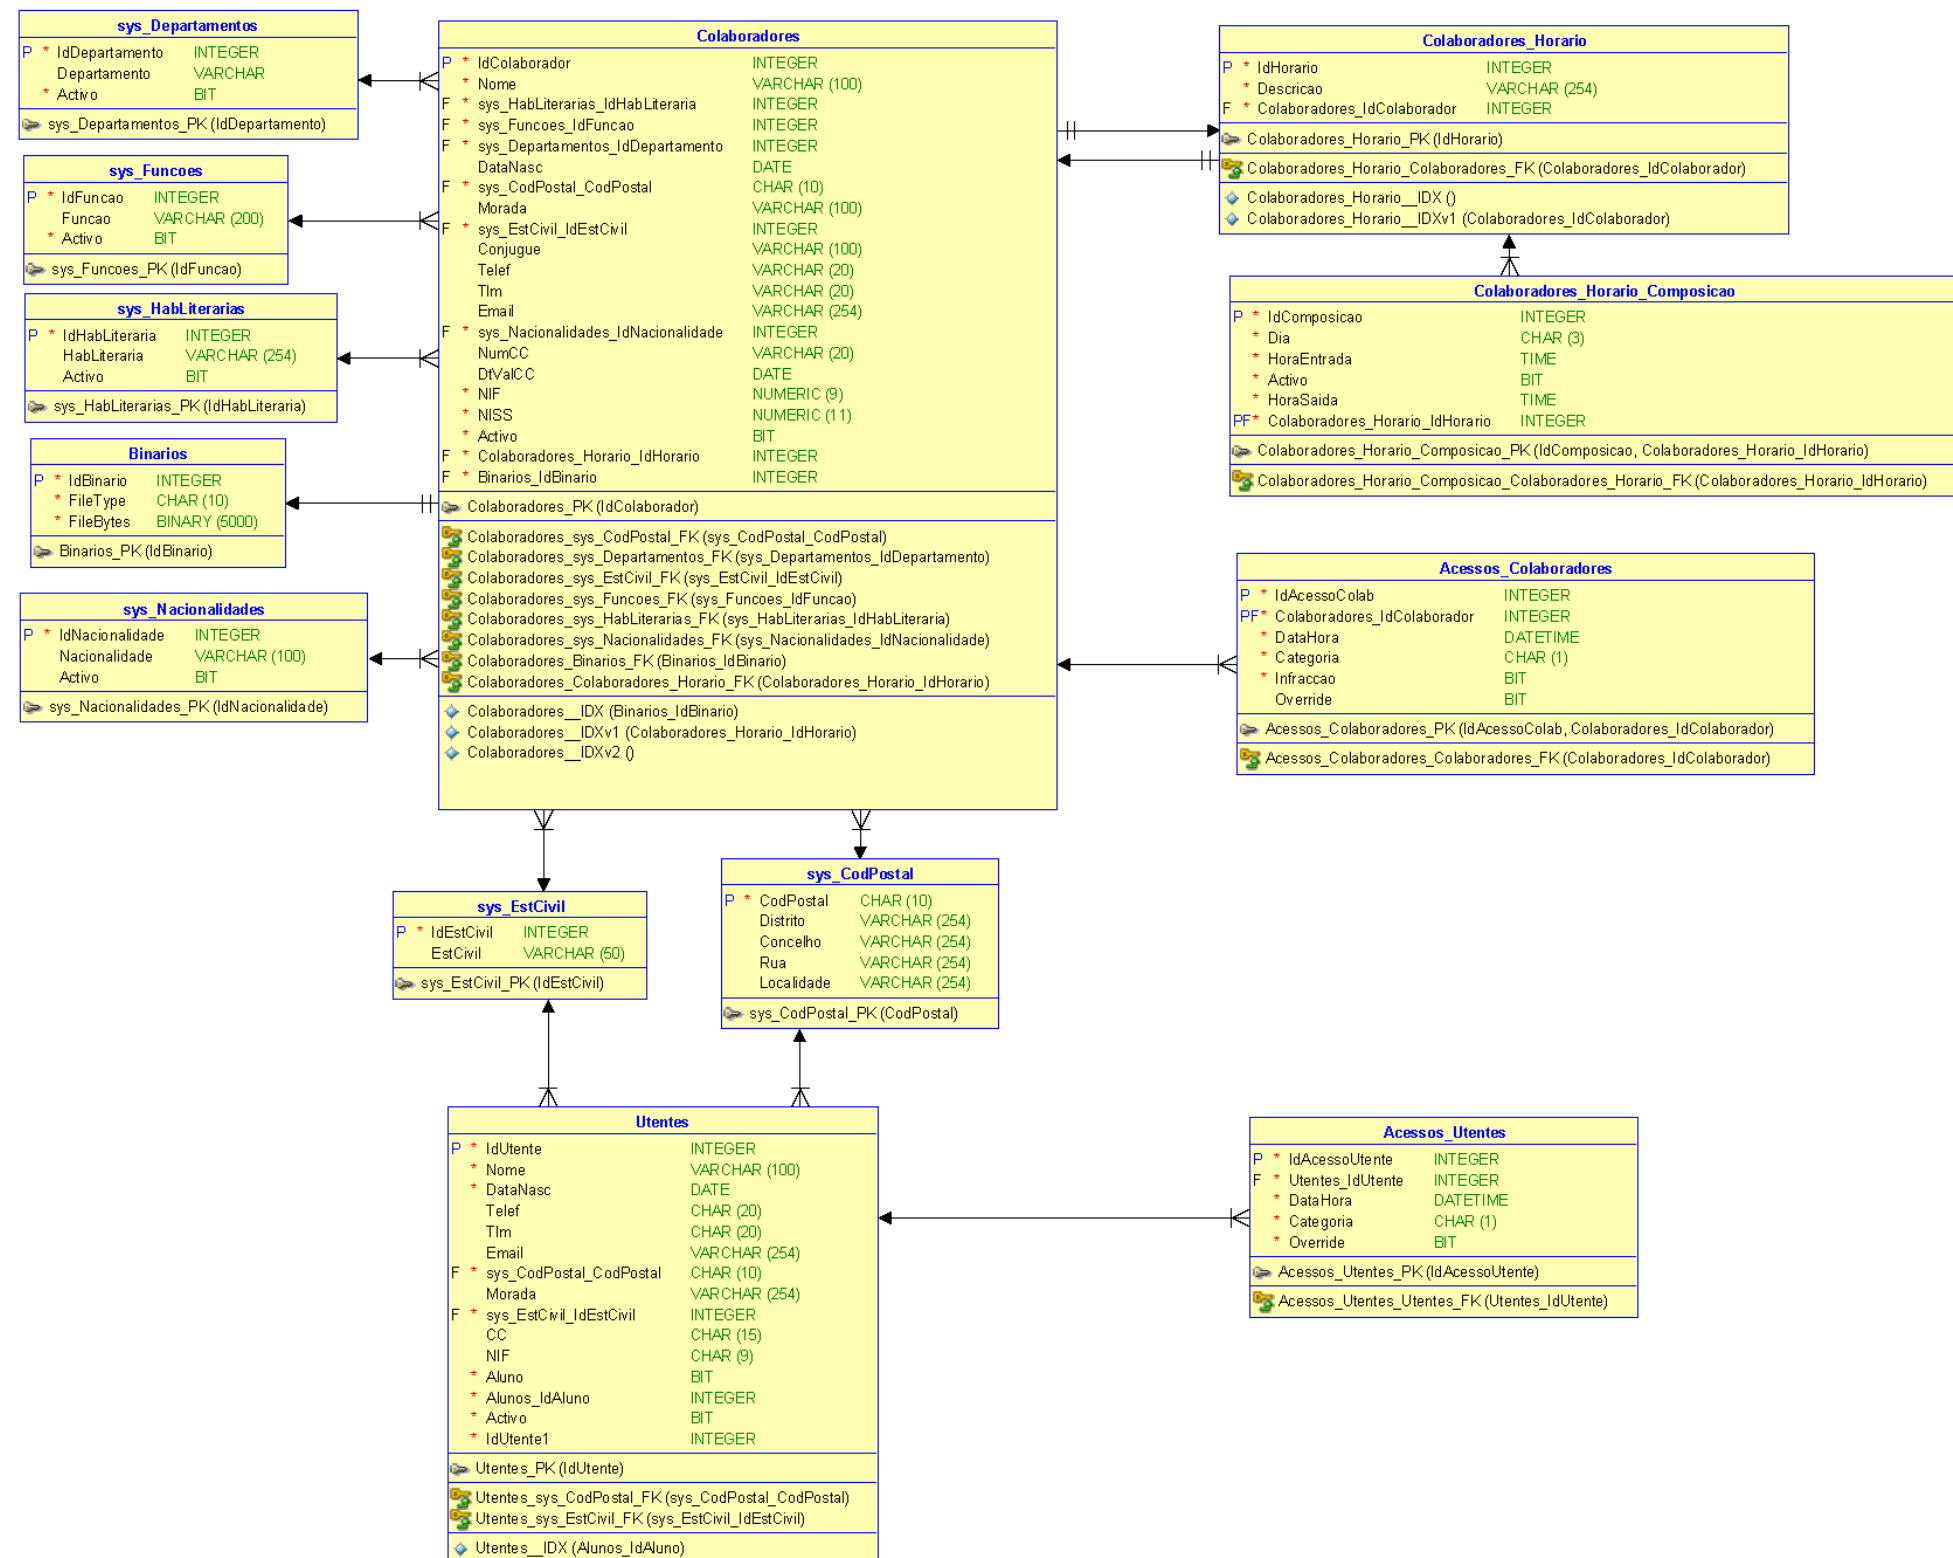 sys_Departamentos
P * IdDepartamento INTEGER
Departamento VARCHAR
* Activo BIT
sys_Departamentos_PK (IdDepartamento)
sys_Funcoes
P * IdFuncao INTEGER
Funcao VARCHAR (200)
* Activo BIT
sys_Funcoes_PK (IdFuncao)
sys_HabLiterarias
P * IdHabLiteraria INTEGER
HabLiteraria VARCHAR (254)
Activo BIT
sys_HabLiterarias_PK (IdHabLiteraria)
Binarios
P * IdBinario INTEGER
* FileType CHAR (10)
* FileBytes BINARY (5000)
Binarios_PK (IdBinario)
sys_Nacionalidades
P * IdNacionalidade INTEGER
Nacionalidade VARCHAR (100)
Activo BIT
sys_Nacionalidades_PK (IdNacionalidade)
Colaboradores
P * IdColaborador INTEGER
* Nome VARCHAR (100)
F * sys_HabLiterarias_IdHabLiteraria INTEGER
F * sys_Funcoes_IdFuncao INTEGER
F * sys_Departamentos_IdDepartamento INTEGER
DataNasc DATE
F * sys_CodPostal_CodPostal CHAR (10)
Morada VARCHAR (100)
F * sys_EstCivil_IdEstCivil INTEGER
Conjugue VARCHAR (100)
Telef VARCHAR (20)
Tlm VARCHAR (20)
Email VARCHAR (254)
F * sys_Nacionalidades_IdNacionalidade INTEGER
NumCC VARCHAR (20)
DtValCC DATE
* NIF NUMERIC (9)
* NISS NUMERIC (11)
* Activo BIT
F * Colaboradores_Horario_IdHorario INTEGER
F * Binarios_IdBinario INTEGER
Colaboradores_PK (IdColaborador)
Colaboradores_sys_CodPostal_FK (sys_CodPostal_CodPostal)
Colaboradores_sys_Departamentos_FK (sys_Departamentos_IdDepartamento)
Colaboradores_sys_EstCivil_FK (sys_EstCivil_IdEstCivil)
Colaboradores_sys_Funcoes_FK (sys_Funcoes_IdFuncao)
Colaboradores_sys_HabLiterarias_FK (sys_HabLiterarias_IdHabLiteraria)
Colaboradores_sys_Nacionalidades_FK (sys_Nacionalidades_IdNacionalidade)
Colaboradores_Binarios_FK (Binarios_IdBinario)
Colaboradores_Colaboradores_Horario_FK (Colaboradores_Horario_IdHorario)
Colaboradores__IDX (Binarios_IdBinario)
Colaboradores__IDXv1 (Colaboradores_Horario_IdHorario)
Colaboradores__IDXv2 ()
Colaboradores_Horario
P * IdHorario INTEGER
* Descricao VARCHAR (254)
F * Colaboradores_IdColaborador INTEGER
Colaboradores_Horario_PK (IdHorario)
Colaboradores_Horario_Colaboradores_FK (Colaboradores_IdColaborador)
Colaboradores_Horario__IDX ()
Colaboradores_Horario__IDXv1 (Colaboradores_IdColaborador)
Colaboradores_Horario_Composicao
P * IdComposicao INTEGER
* Dia CHAR (3)
* HoraEntrada TIME
* Activo BIT
* HoraSaida TIME
PF* Colaboradores_Horario_IdHorario INTEGER
Colaboradores_Horario_Composicao_PK (IdComposicao, Colaboradores_Horario_IdHorario)
Colaboradores_Horario_Composicao_Colaboradores_Horario_FK (Colaboradores_Horario_IdHorario)
Acessos_Colaboradores
P * IdAcessoColab INTEGER
PF* Colaboradores_IdColaborador INTEGER
* DataHora DATETIME
* Categoria CHAR (1)
* Infraccao BIT
Override BIT
Acessos_Colaboradores_PK (IdAcessoColab, Colaboradores_IdColaborador)
Acessos_Colaboradores_Colaboradores_FK (Colaboradores_IdColaborador)
sys_EstCivil
P * IdEstCivil INTEGER
EstCivil VARCHAR (50)
sys_EstCivil_PK (IdEstCivil)
sys_CodPostal
P * CodPostal CHAR (10)
Distrito VARCHAR (254)
Concelho VARCHAR (254)
Rua VARCHAR (254)
Localidade VARCHAR (254)
sys_CodPostal_PK (CodPostal)
Utentes
P * IdUtente INTEGER
* Nome VARCHAR (100)
* DataNasc DATE
Telef CHAR (20)
Tlm CHAR (20)
Email VARCHAR (254)
F * sys_CodPostal_CodPostal CHAR (10)
Morada VARCHAR (254)
F * sys_EstCivil_IdEstCivil INTEGER
CC CHAR (15)
NIF CHAR (9)
* Aluno BIT
* Alunos_IdAluno INTEGER
* Activo BIT
* IdUtente1 INTEGER
Utentes_PK (IdUtente)
Utentes_sys_CodPostal_FK (sys_CodPostal_CodPostal)
Utentes_sys_EstCivil_FK (sys_EstCivil_IdEstCivil)
Utentes__IDX (Alunos_IdAluno)
Acessos_Utentes
P * IdAcessoUtente INTEGER
F * Utentes_IdUtente INTEGER
* DataHora DATETIME
* Categoria CHAR (1)
* Override BIT
Acessos_Utentes_PK (IdAcessoUtente)
Acessos_Utentes_Utentes_FK (Utentes_IdUtente)